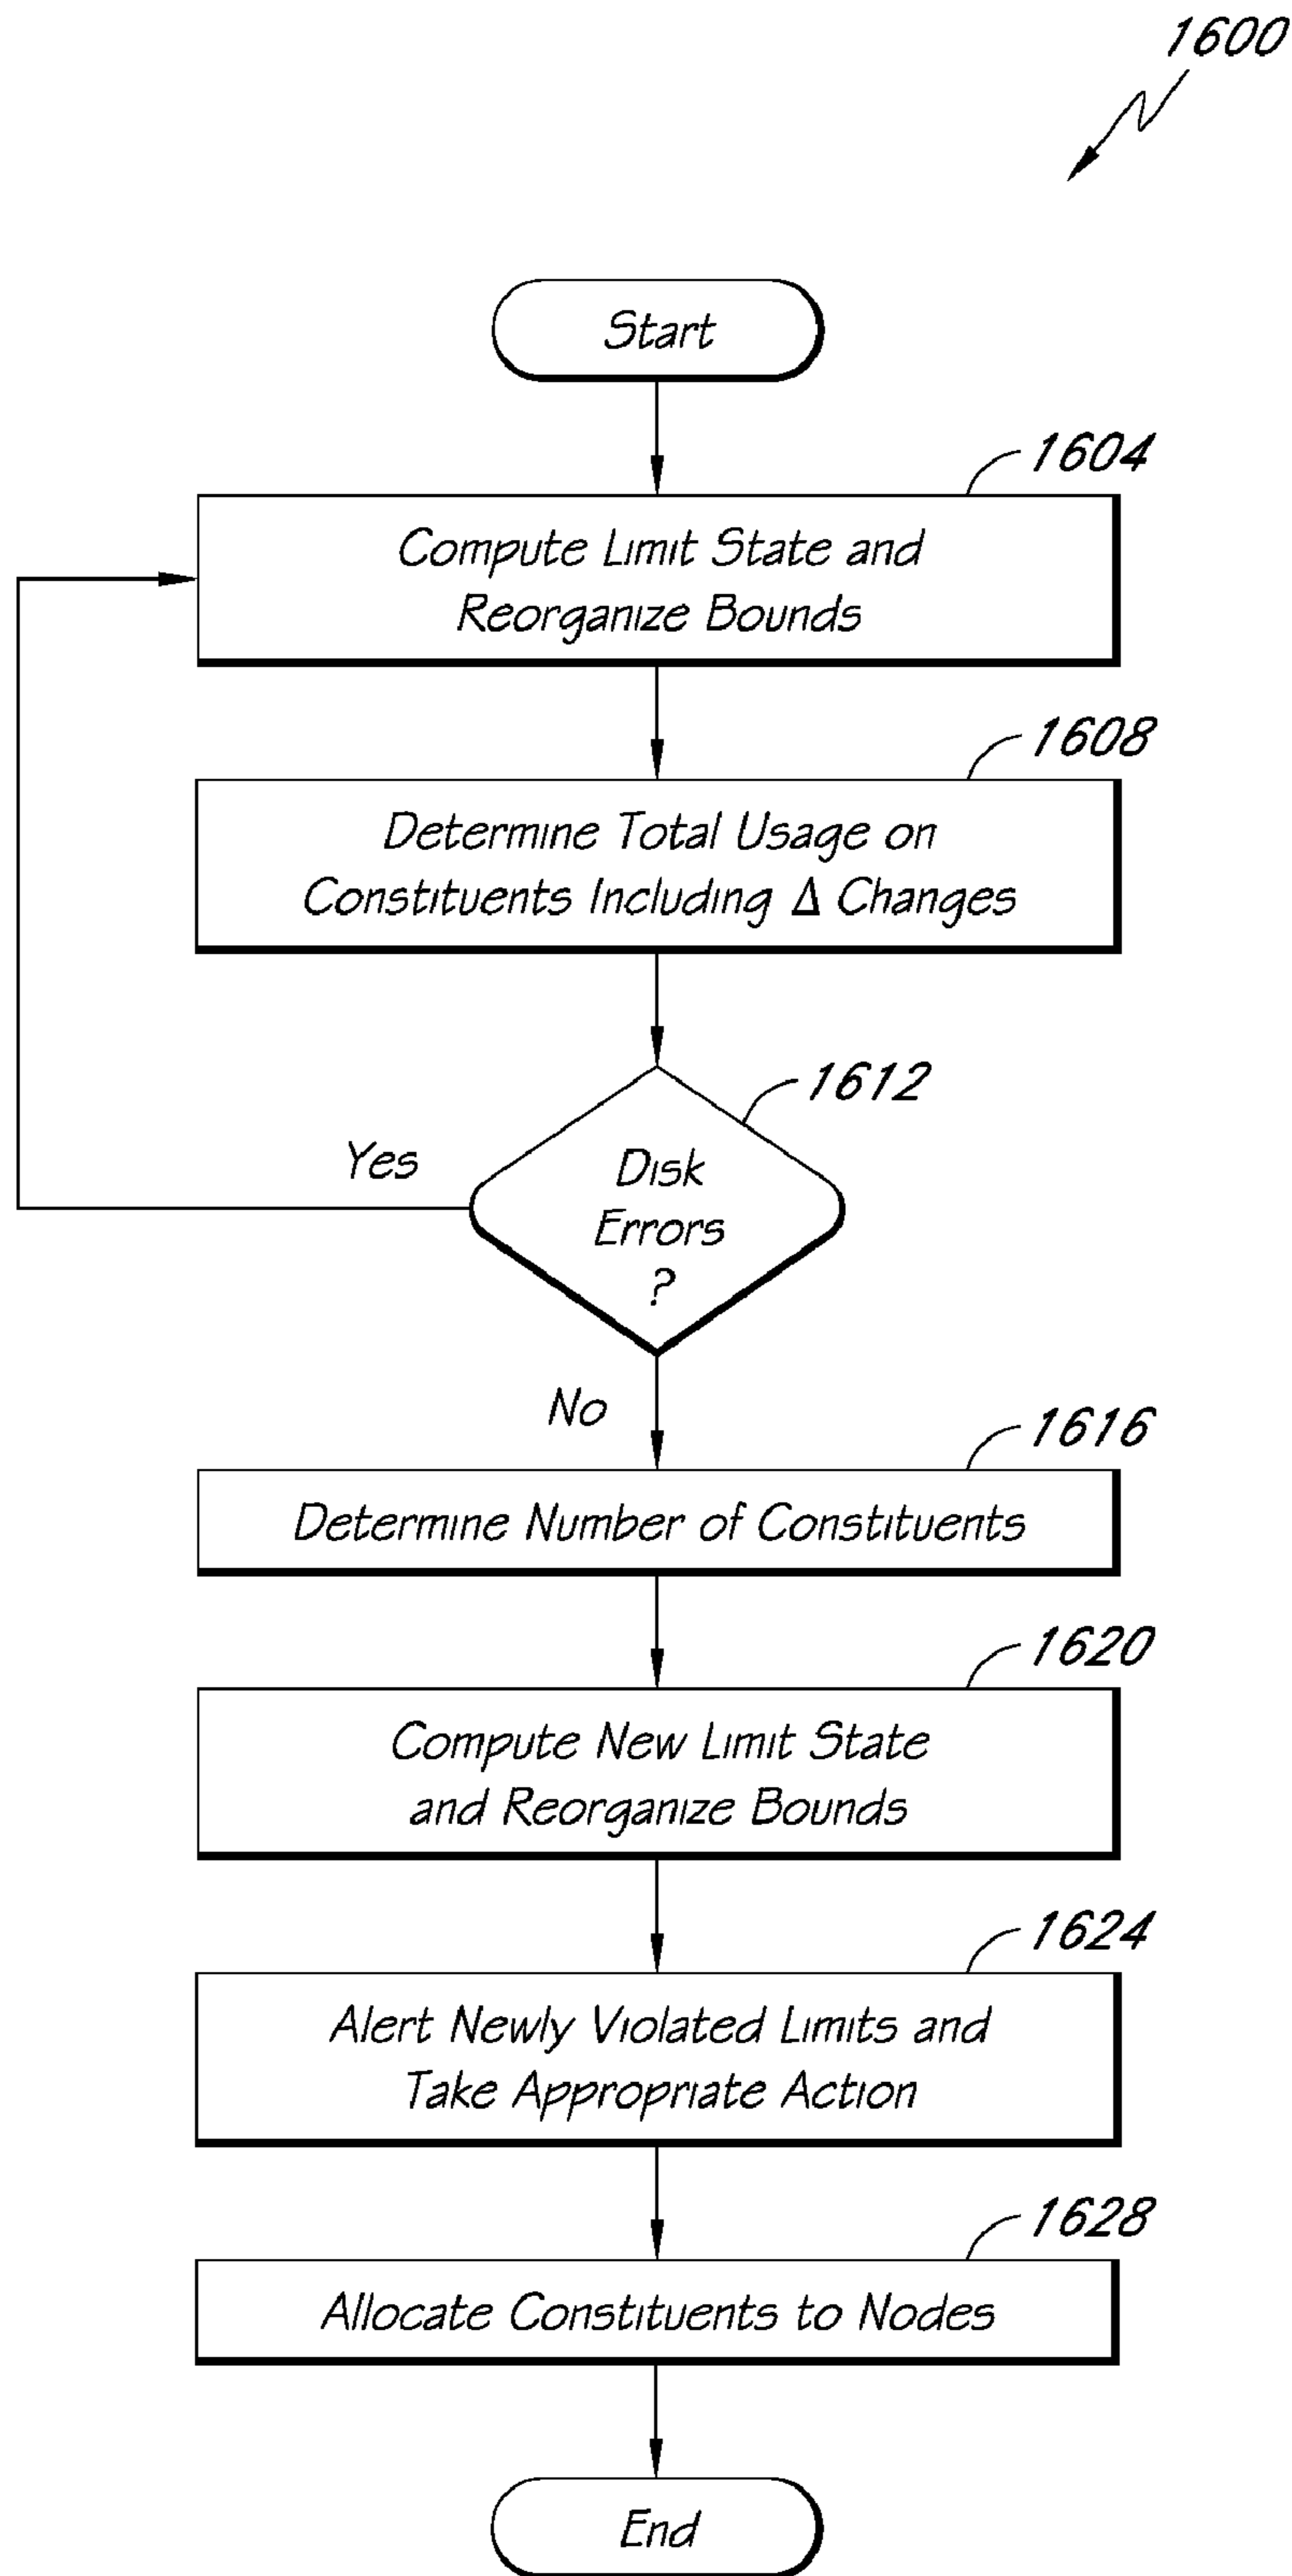 1600
Start
1604
Compute Limit State and
Reorganize Bounds
1608
Determine Total Usage on
Constituents Including Δ Changes
1612
Yes
Disk
Errors
?
No
1616
Determine Number of Constituents
1620
Compute New Limit State
and Reorganize Bounds
1624
Alert Newly Violated Limits and
Take Appropriate Action
1628
Allocate Constituents to Nodes
End